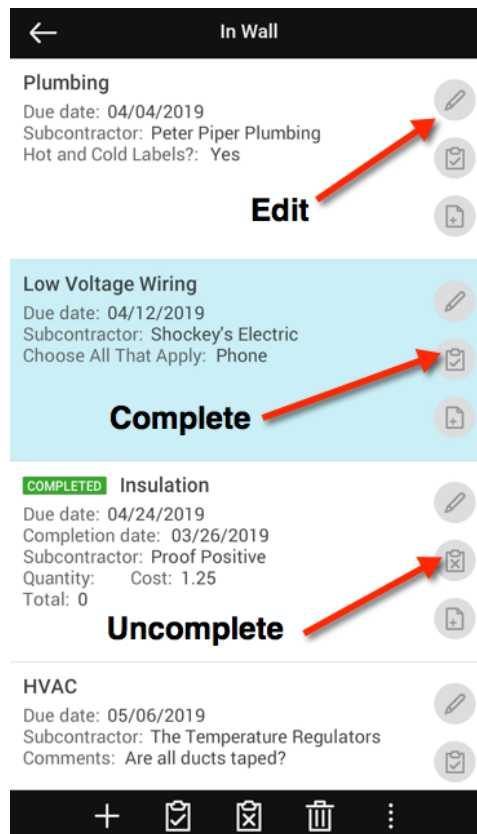 In Wall
Plumbing
Due date: 04/04/2019
Subcontractor: Peter Piper Plumbing
Hot and Cold Labels?: Yes
Edit
Low Voltage Wiring
Due date: 04/12/2019
Subcontractor: Shockey's Electric
Choose All That Apply: Phone
Complete
COMPLETED Insulation
Due date: 04/24/2019
Completion date: 03/26/2019
Subcontractor: Proof Positive
Quantity: Cost: 1.25
Total: 0
Uncomplete
HVAC
Due date: 05/06/2019
Subcontractor: The Temperature Regulators
Comments: Are all ducts taped?